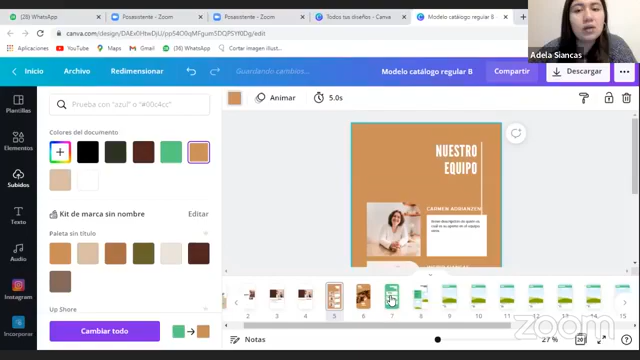 (28) WhatsApp
Posasistente - Zoom
Posasistente - Zoom
Todos tus diseños - Canva
Modelo catálogo regular B
canva.com/design/DAEx0HtwDjU/pp54O0qMFgum5DQPSYf0Dg/edit
Aplicaciones
YouTube
Maps
(36) WhatsApp
Cortar imagen ilust...
Adela Siancas
Inicio
Archivo
Redimensionar
Guardando cambios...
Modelo catálogo regular B
Compartir
Descargar
Plantillas
Elementos
Subidos
Texto
Audio
Instagram
Incorporar
Prueba con "azul" o "#00c4cc"
Colores del documento
Kit de marca sin nombre
Editar
Paleta sin título
Up Shore
Cambiar todo
Animar
5.0s
NUESTRO
EQUIPO
CARMEN ADRIANZEN
2
3
4
5
6
7
8
9
10
11
12
13
14
15
Notas
27 %
20
zoom